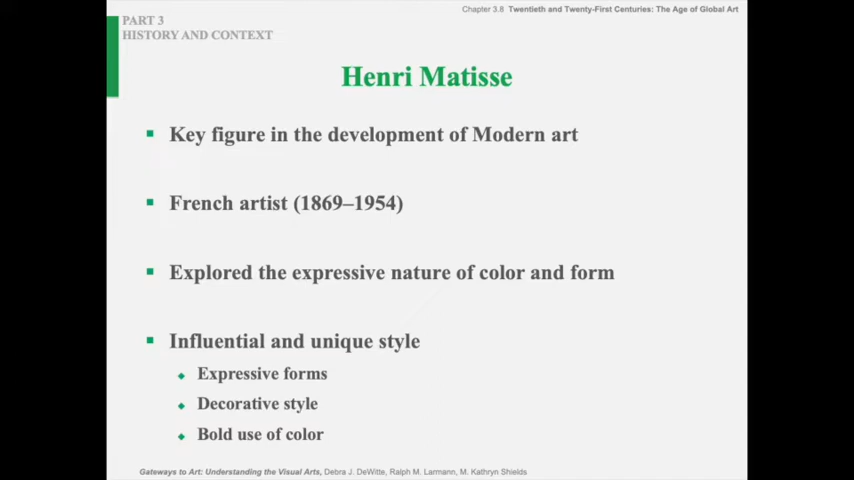 Chapter 3.8 Twentieth and Twenty-First Centuries: The Age of Global Art
PART 3
HISTORY AND CONTEXT
Henri Matisse
Key figure in the development of Modern art
French artist (1869–1954)
Explored the expressive nature of color and form
Influential and unique style
Expressive forms
Decorative style
Bold use of color
Gateways to Art: Understanding the Visual Arts, Debra J. DeWitte, Ralph M. Larmann, M. Kathryn Shields